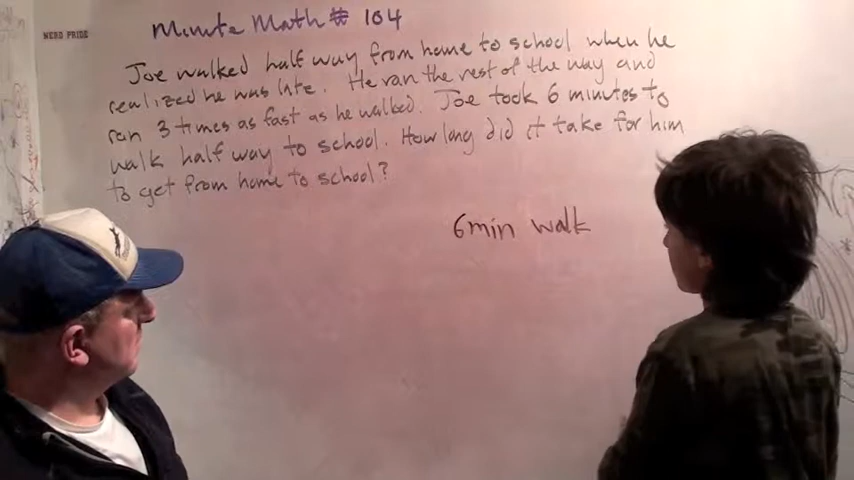 Minute Math # 104
NERD PRIDE
Joe walked half way from home to school when he
realized he was late. He ran the rest of the way and
ran 3 times as fast as he walked. Joe took 6 minutes to
walk half way to school. How long did it take for him
to get from home to school?
6min walk